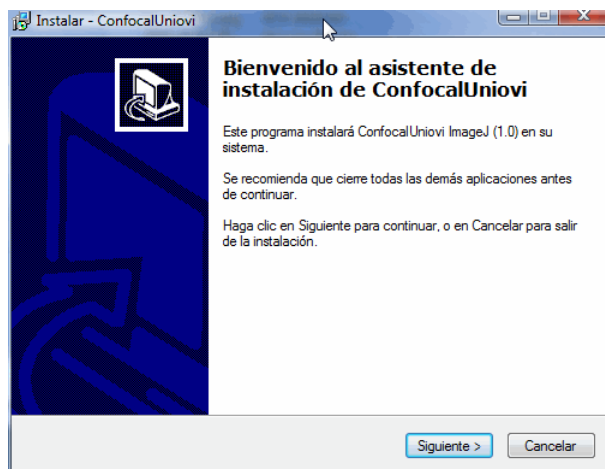 Instalar - ConfocalUniovi
Bienvenido al asistente de
instalación de ConfocalUniovi
Este programa instalará ConfocalUniovi ImageJ (1.0) en su
sistema.
Se recomienda que cierre todas las demás aplicaciones antes
de continuar.
Haga clic en Siguiente para continuar, o en Cancelar para salir
de la instalación.
Siguiente >
Cancelar